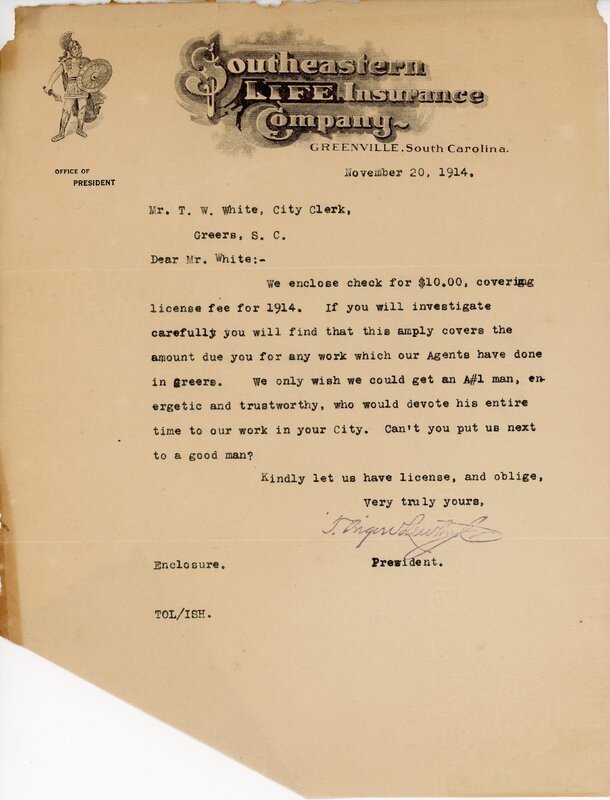 Southeastern
LIFE Insurance
Company
GREENVILLE, South Carolina.
OFFICE OF
PRESIDENT
November 20, 1914.
Mr. T. W. White, City Clerk,
Greers, S. C.
Dear Mr. White:-
We enclose check for $10.00, covering
license fee for 1914. If you will investigate
carefully you will find that this amply covers the
amount due you for any work which our Agents have done
in Greers. We only wish we could get an A#1 man, en-
ergetic and trustworthy, who would devote his entire
time to our work in your City. Can't you put us next
to a good man?
Kindly let us have license, and oblige,
Very truly yours,
Enclosure.
President.
TOL/ISH.